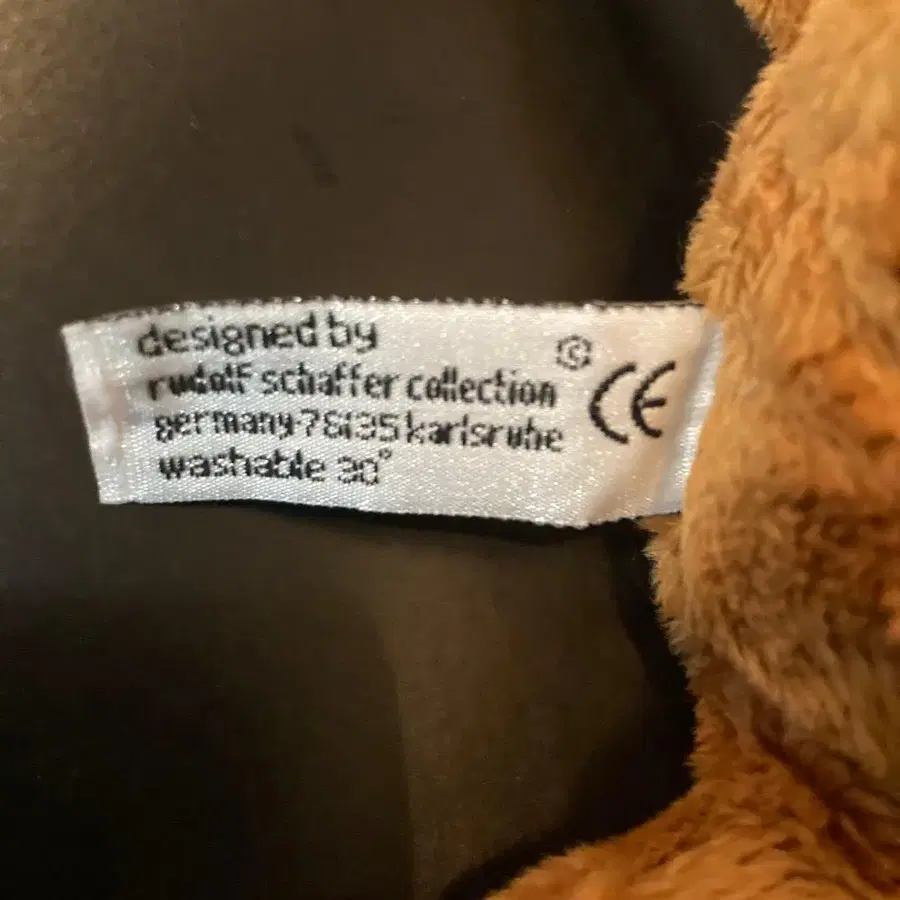 designed by
rudolf schaffer collection ©
germany-76135 karlsruhe
washable 30°
CE